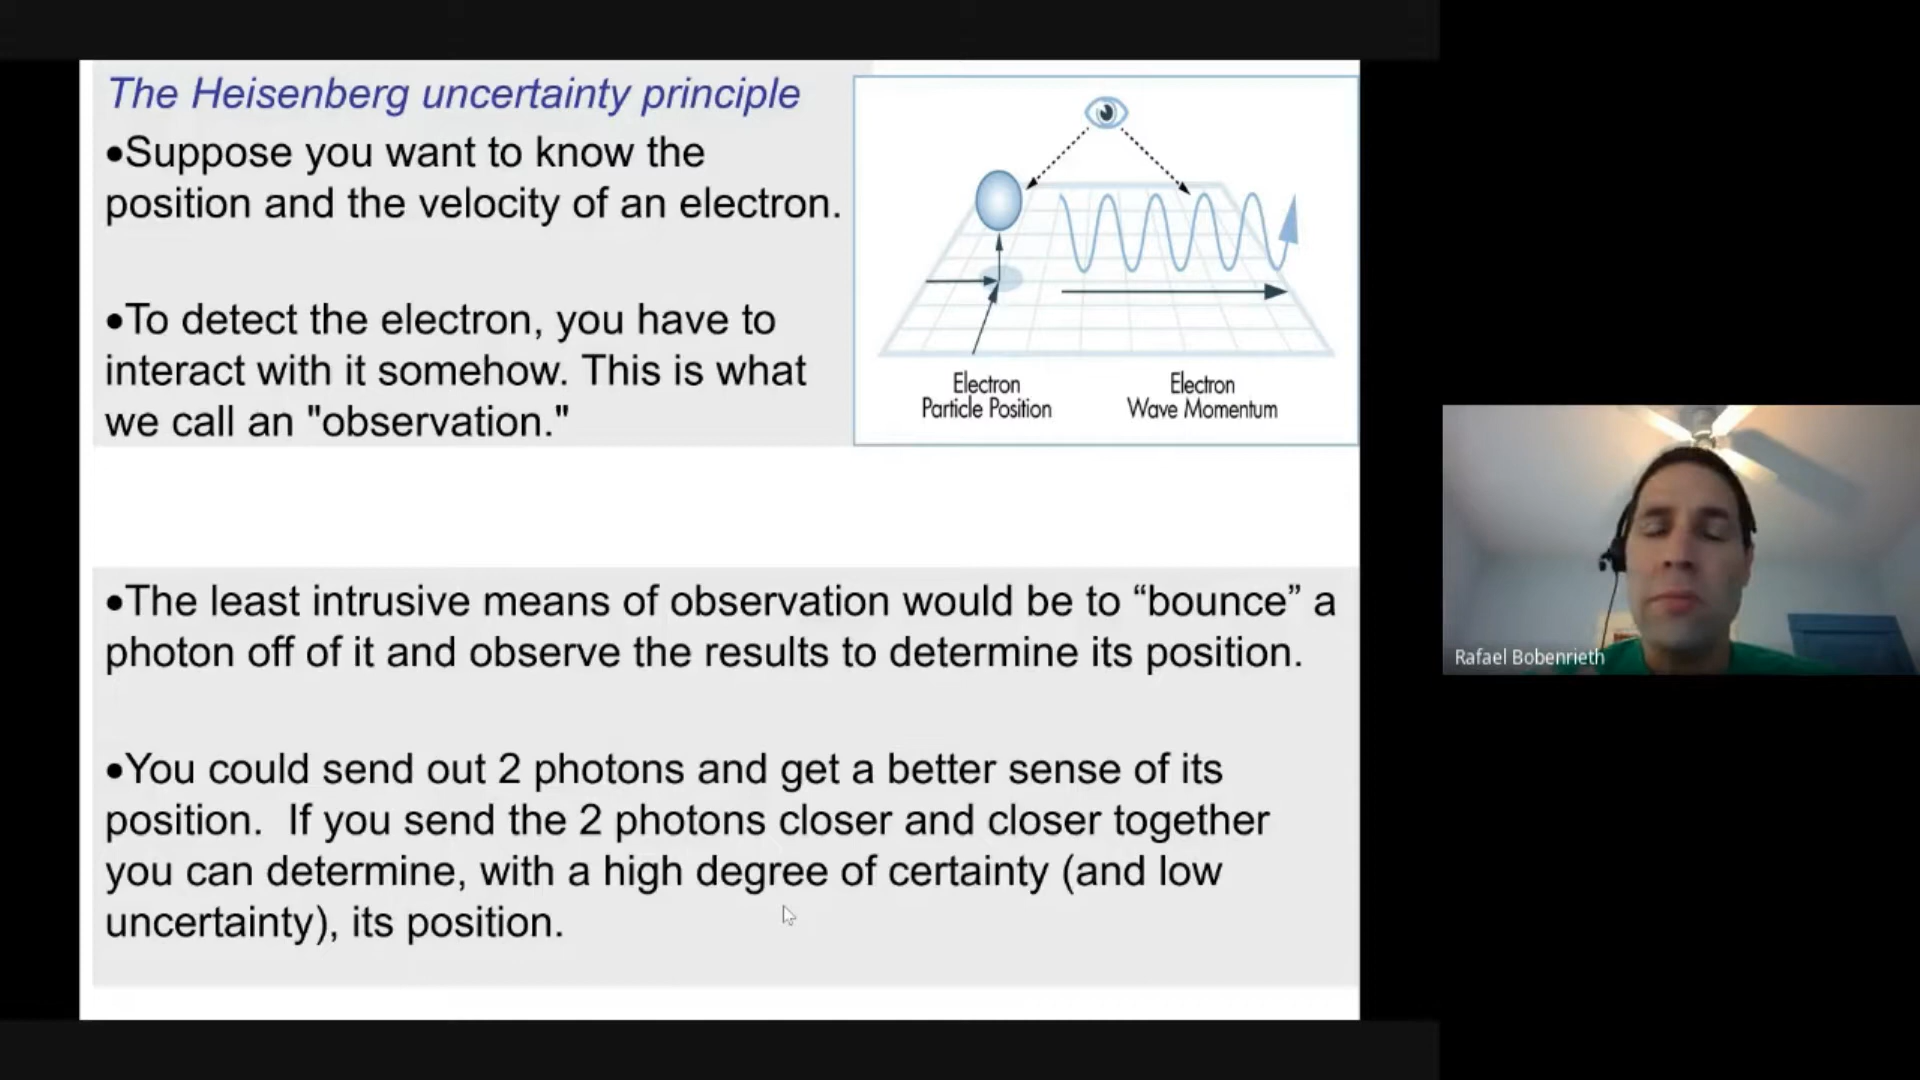 The Heisenberg uncertainty principle
•Suppose you want to know the
position and the velocity of an electron.
•To detect the electron, you have to
interact with it somehow. This is what
we call an "observation."
Electron
Particle Position
Electron
Wave Momentum
•The least intrusive means of observation would be to “bounce” a
photon off of it and observe the results to determine its position.
•You could send out 2 photons and get a better sense of its
position.  If you send the 2 photons closer and closer together
you can determine, with a high degree of certainty (and low
uncertainty), its position.
Rafael Bobenrieth